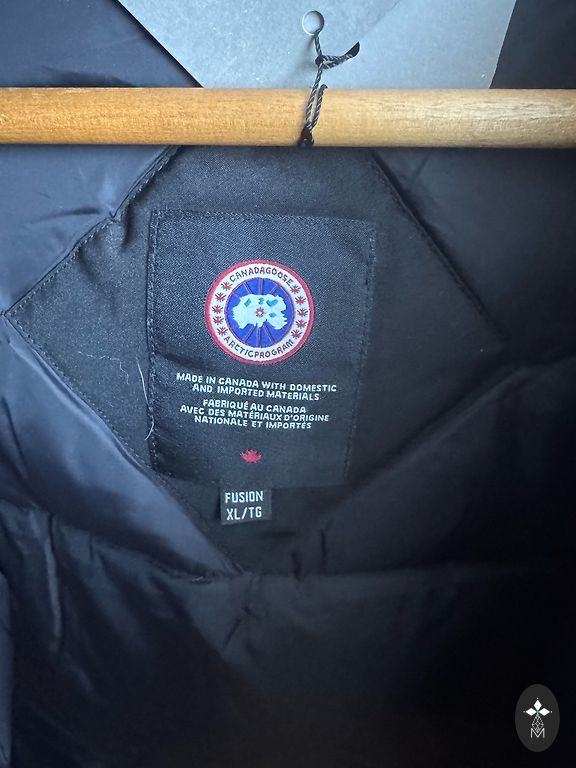 CANADA GOOSE
ARCTIC PROGRAM
MADE IN CANADA WITH DOMESTIC
AND IMPORTED MATERIALS
FABRIQUÉ AU CANADA
AVEC DES MATÉRIAUX D'ORIGINE
NATIONALE ET IMPORTÉS
FUSION
XL/TG
M